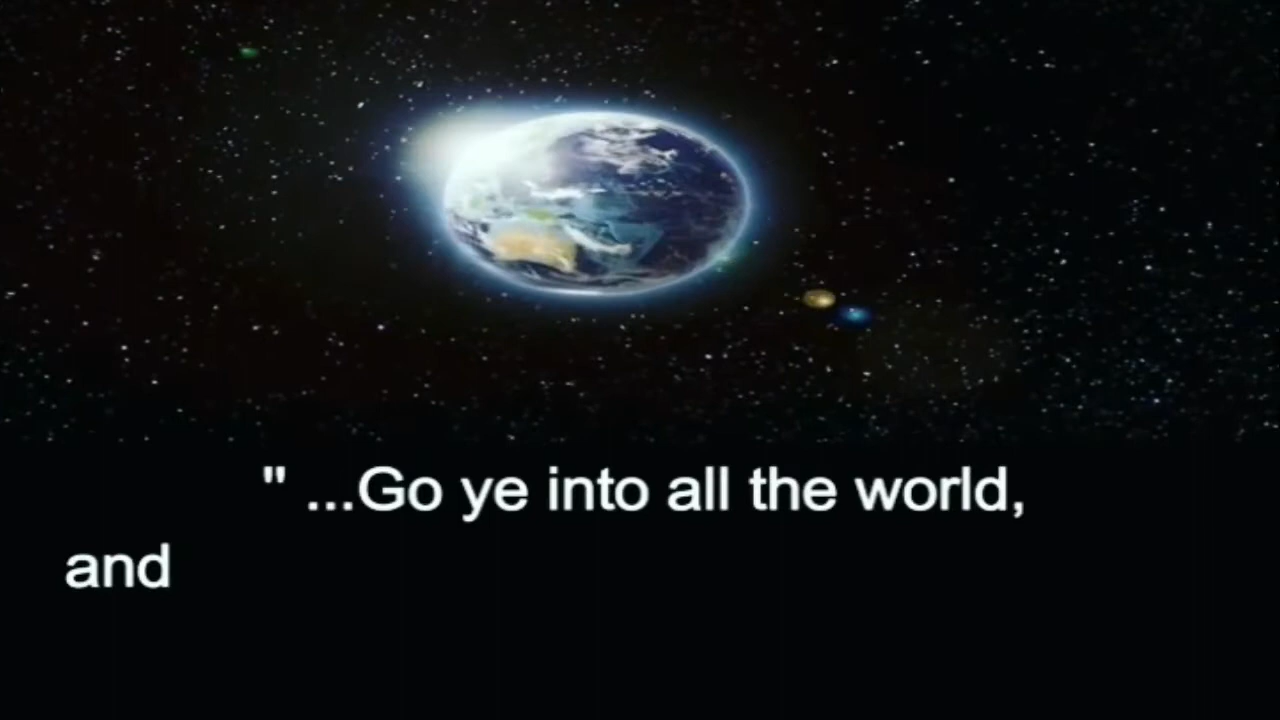 " ...Go ye into all the world,
and